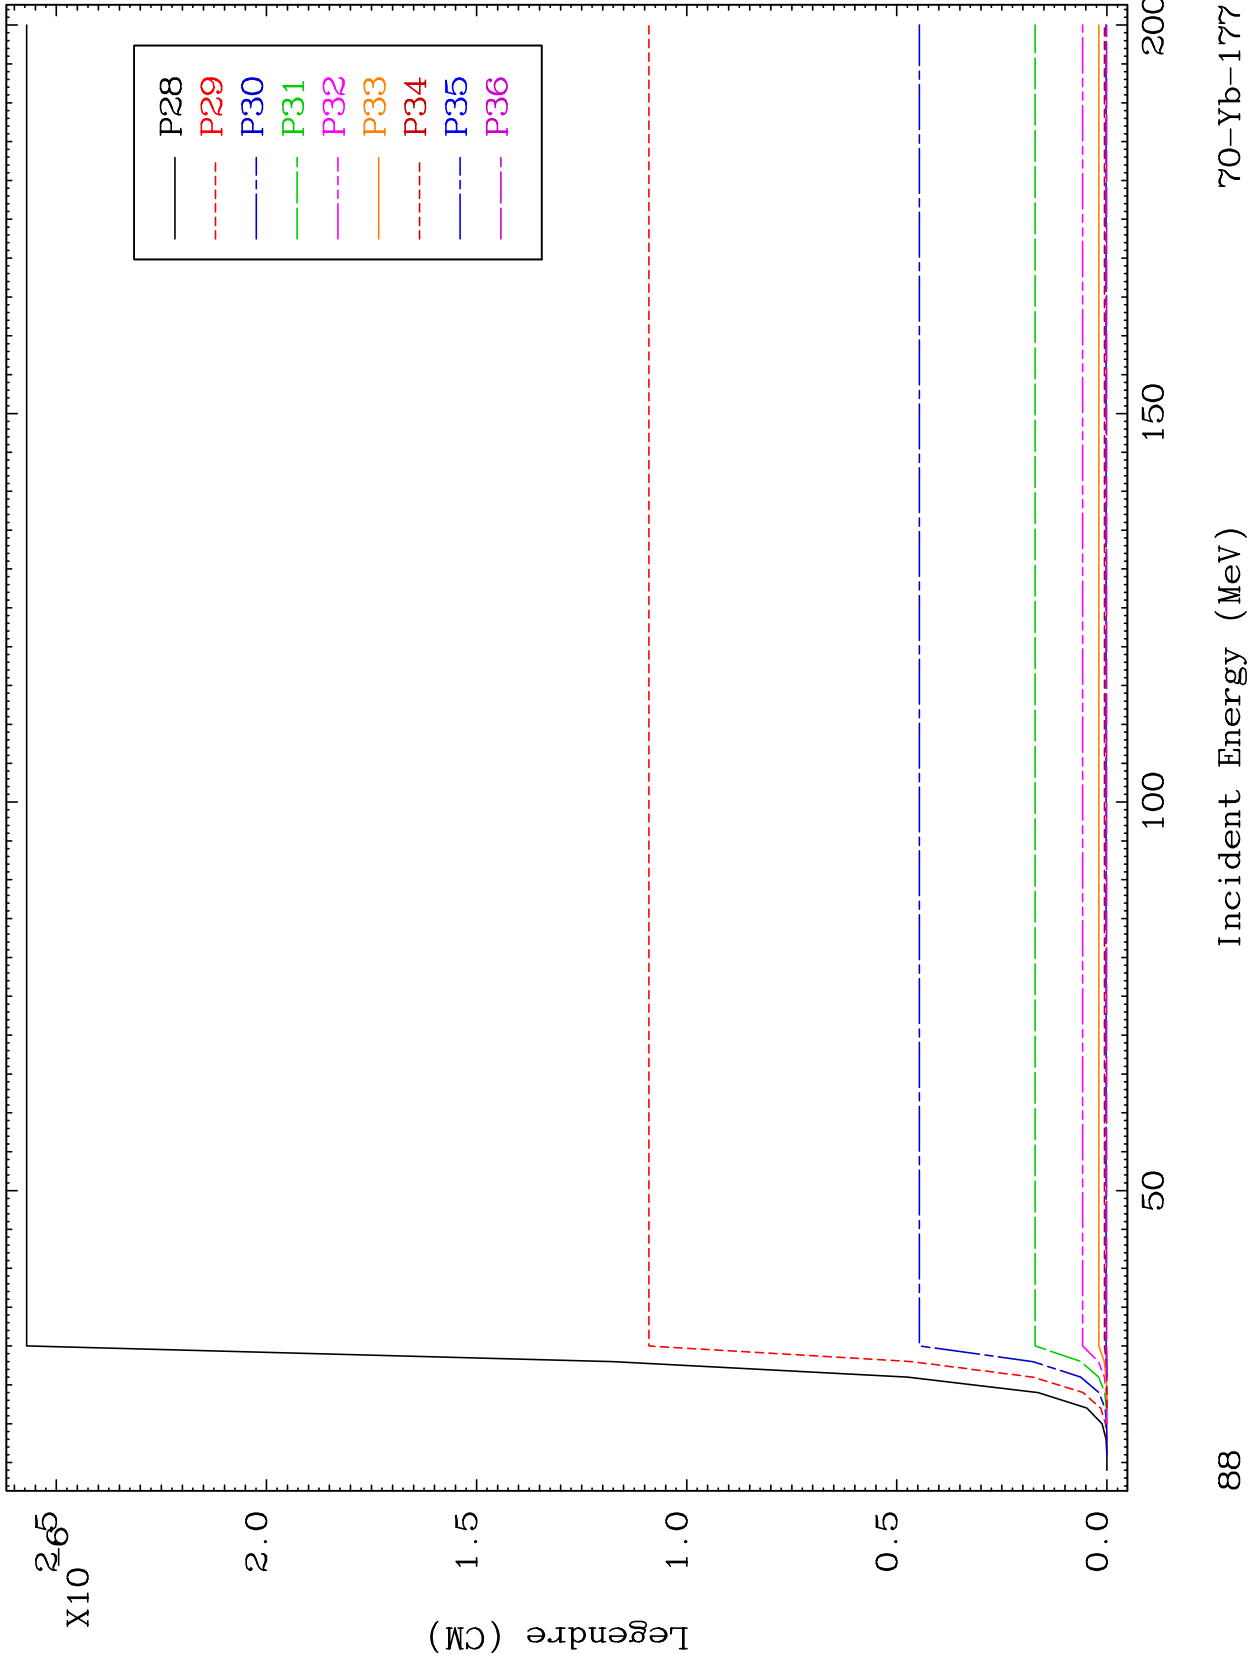 Legendre (CM)
X10
-6
2.5
2.0
1.5
1.0
0.5
0.0
P28
P29
P30
P31
P32
P33
P34
P35
P36
50
100
150
200
88
Incident Energy (MeV)
70-Yb-177